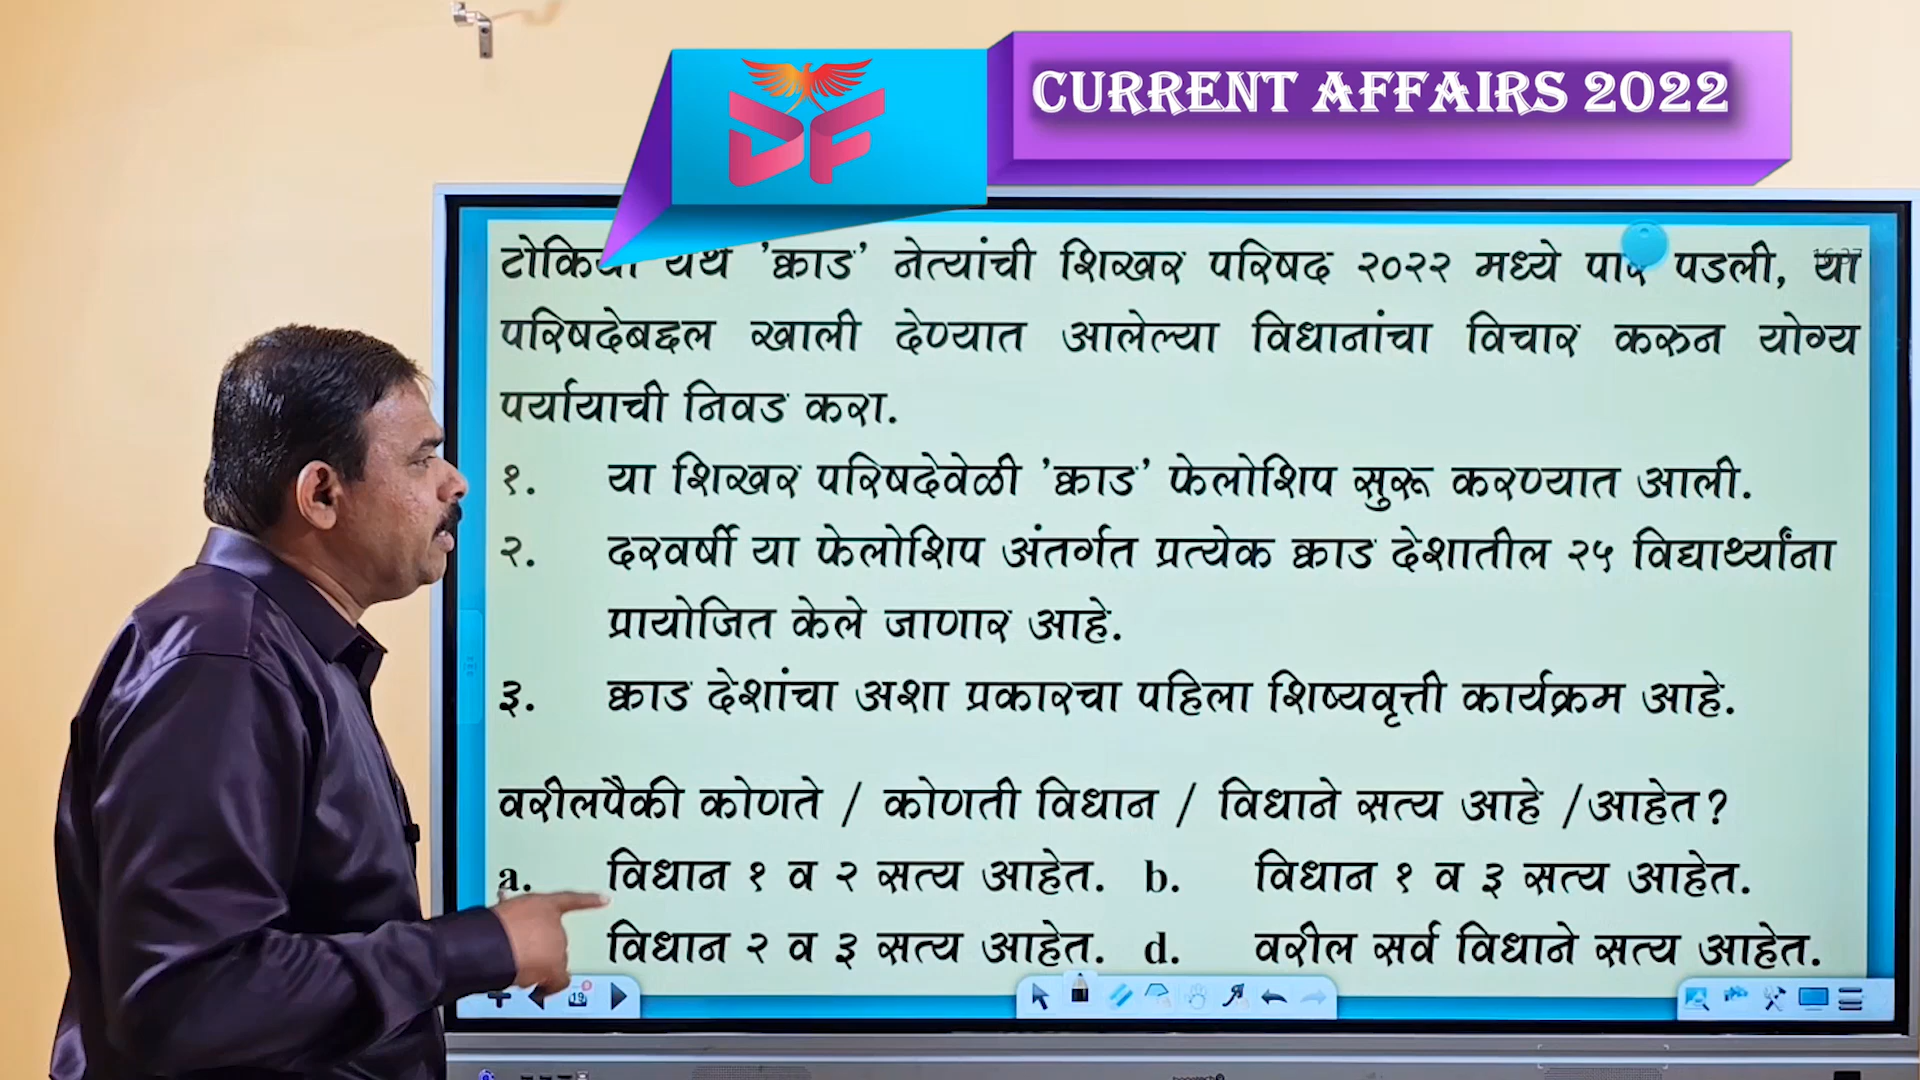 DF
CURRENT AFFAIRS 2022
'क्वाड' नेत्यांची शिखर परिषद २०२२ मध्ये पडली, या
परिषदेबद्दल खाली देण्यात आलेल्या विधानांचा विचार करुन योग्य
पर्यायाची निवड करा.
१. या शिखर परिषदेवेळी 'क्वाड' फेलोशिप सुरू करण्यात आली.
२. दरवर्षी या फेलोशिप अंतर्गत प्रत्येक क्वाड देशातील २५ विद्यार्थ्यांना
प्रायोजित केले जाणार आहे.
३. क्वाड देशांचा अशा प्रकारचा पहिला शिष्यवृत्ती कार्यक्रम आहे.
वरीलपैकी कोणते / कोणती विधान / विधाने सत्य आहे /आहेत?
a. विधान १ व २ सत्य आहेत. b. विधान १ व ३ सत्य आहेत.
विधान २ व ३ सत्य आहेत. d. वरील सर्व विधाने सत्य आहेत.
19